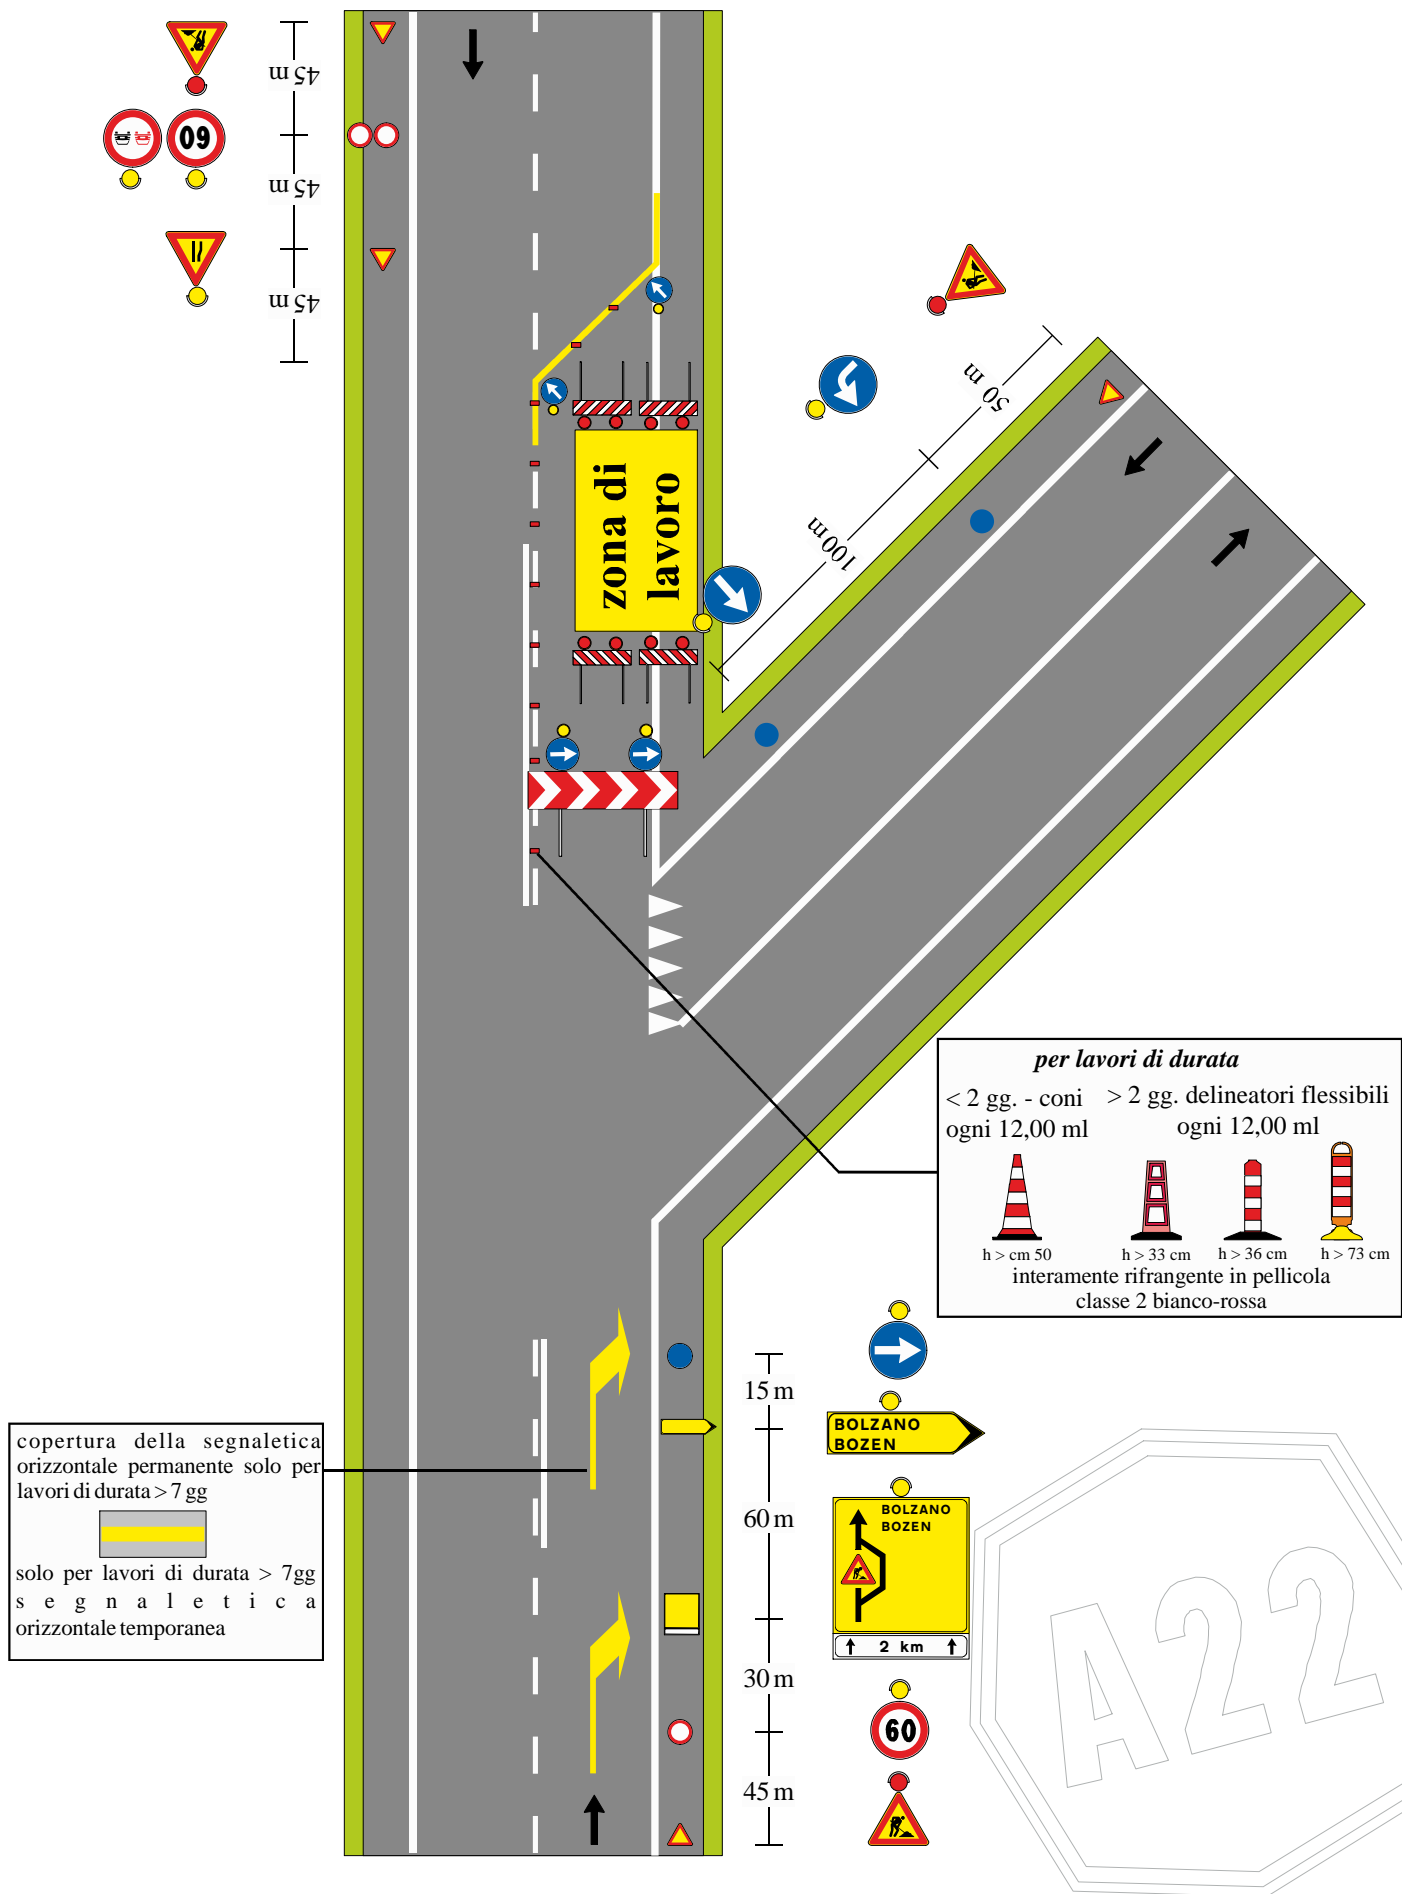 45 m
60
45 m
45 m
50 m
100 m
zona di
lavoro
per lavori di durata
< 2 gg. - coni
ogni 12,00 ml
> 2 gg. delineatori flessibili
ogni 12,00 ml
h > cm 50
h > 33 cm
h > 36 cm
h > 73 cm
interamente rifrangente in pellicola
classe 2 bianco-rossa
15 m
BOLZANO
BOZEN
copertura della segnaletica
orizzontale permanente solo per
lavori di durata > 7 gg
solo per lavori di durata > 7gg
segnaletica
orizzontale temporanea
60 m
BOLZANO
BOZEN
2 km
30 m
60
45 m
A22